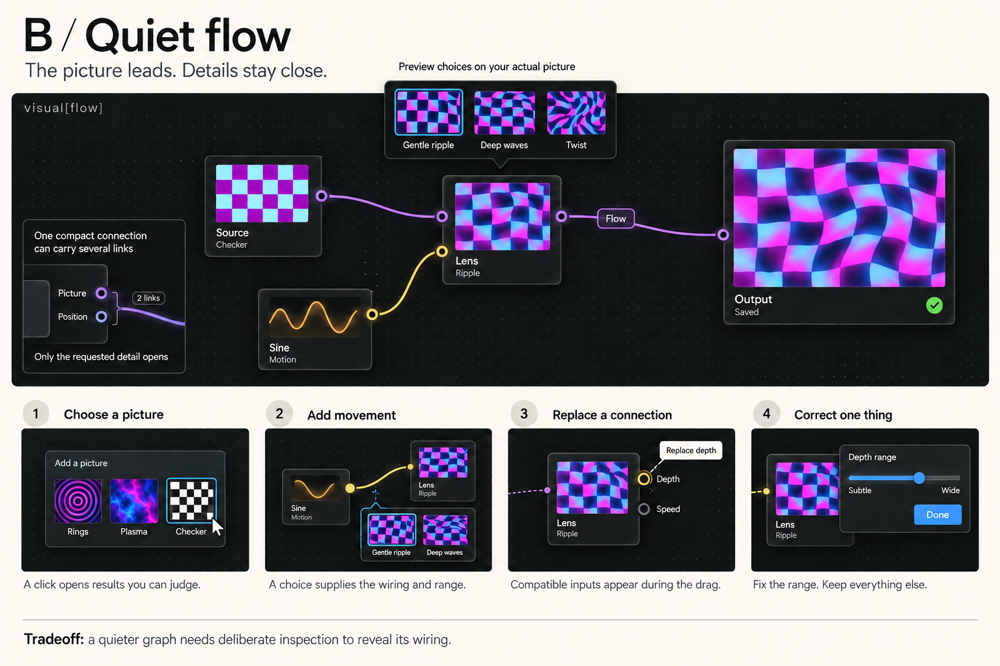 B / Quiet flow
The picture leads. Details stay close.
Preview choices on your actual picture
visual[flow]
Gentle ripple
Deep waves
Twist
Source
Checker
Lens
Ripple
Flow
Output
Saved
One compact connection
can carry several links
Picture
Position
2 links
Only the requested detail opens
Sine
Motion
1
Choose a picture
Add a picture
Rings
Plasma
Checker
A click opens results you can judge.
2
Add movement
Sine
Motion
Lens
Ripple
Gentle ripple
Deep waves
A choice supplies the wiring and range.
3
Replace a connection
Replace depth
Depth
Speed
Lens
Ripple
Compatible inputs appear during the drag.
4
Correct one thing
Depth range
Subtle
Wide
Done
Lens
Ripple
Fix the range. Keep everything else.
Tradeoff: a quieter graph needs deliberate inspection to reveal its wiring.